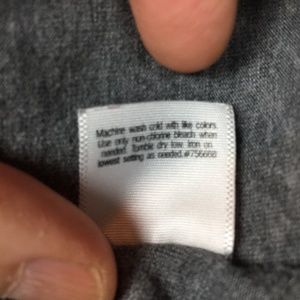 Machine wash cold with like colors.
Use only non-chlorine bleach when
needed. Tumble dry low. Iron on
lowest setting as needed.#756668